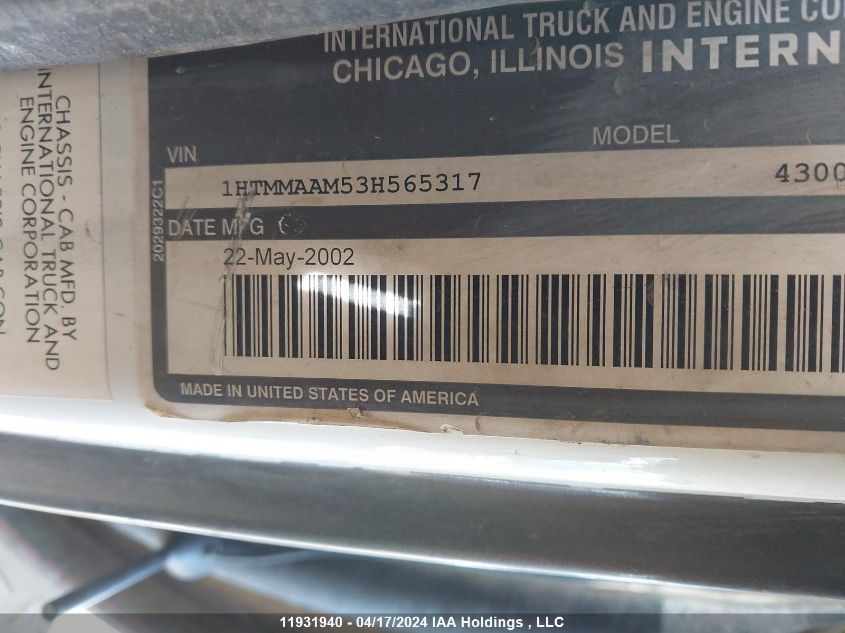 INTERNATIONAL TRUCK AND ENGINE
CHICAGO, ILLINOIS INTERN
MODEL
VIN
1HTMMAAM53H565317 4300
DATE MFG
22-May-2002
MADE IN UNITED STATES OF AMERICA
2029322C1
CHASSIS - CAB MFD. BY
INTERNATIONAL TRUCK AND
ENGINE CORPORATION
11931940 - 04/17/2024 IAA Holdings , LLC